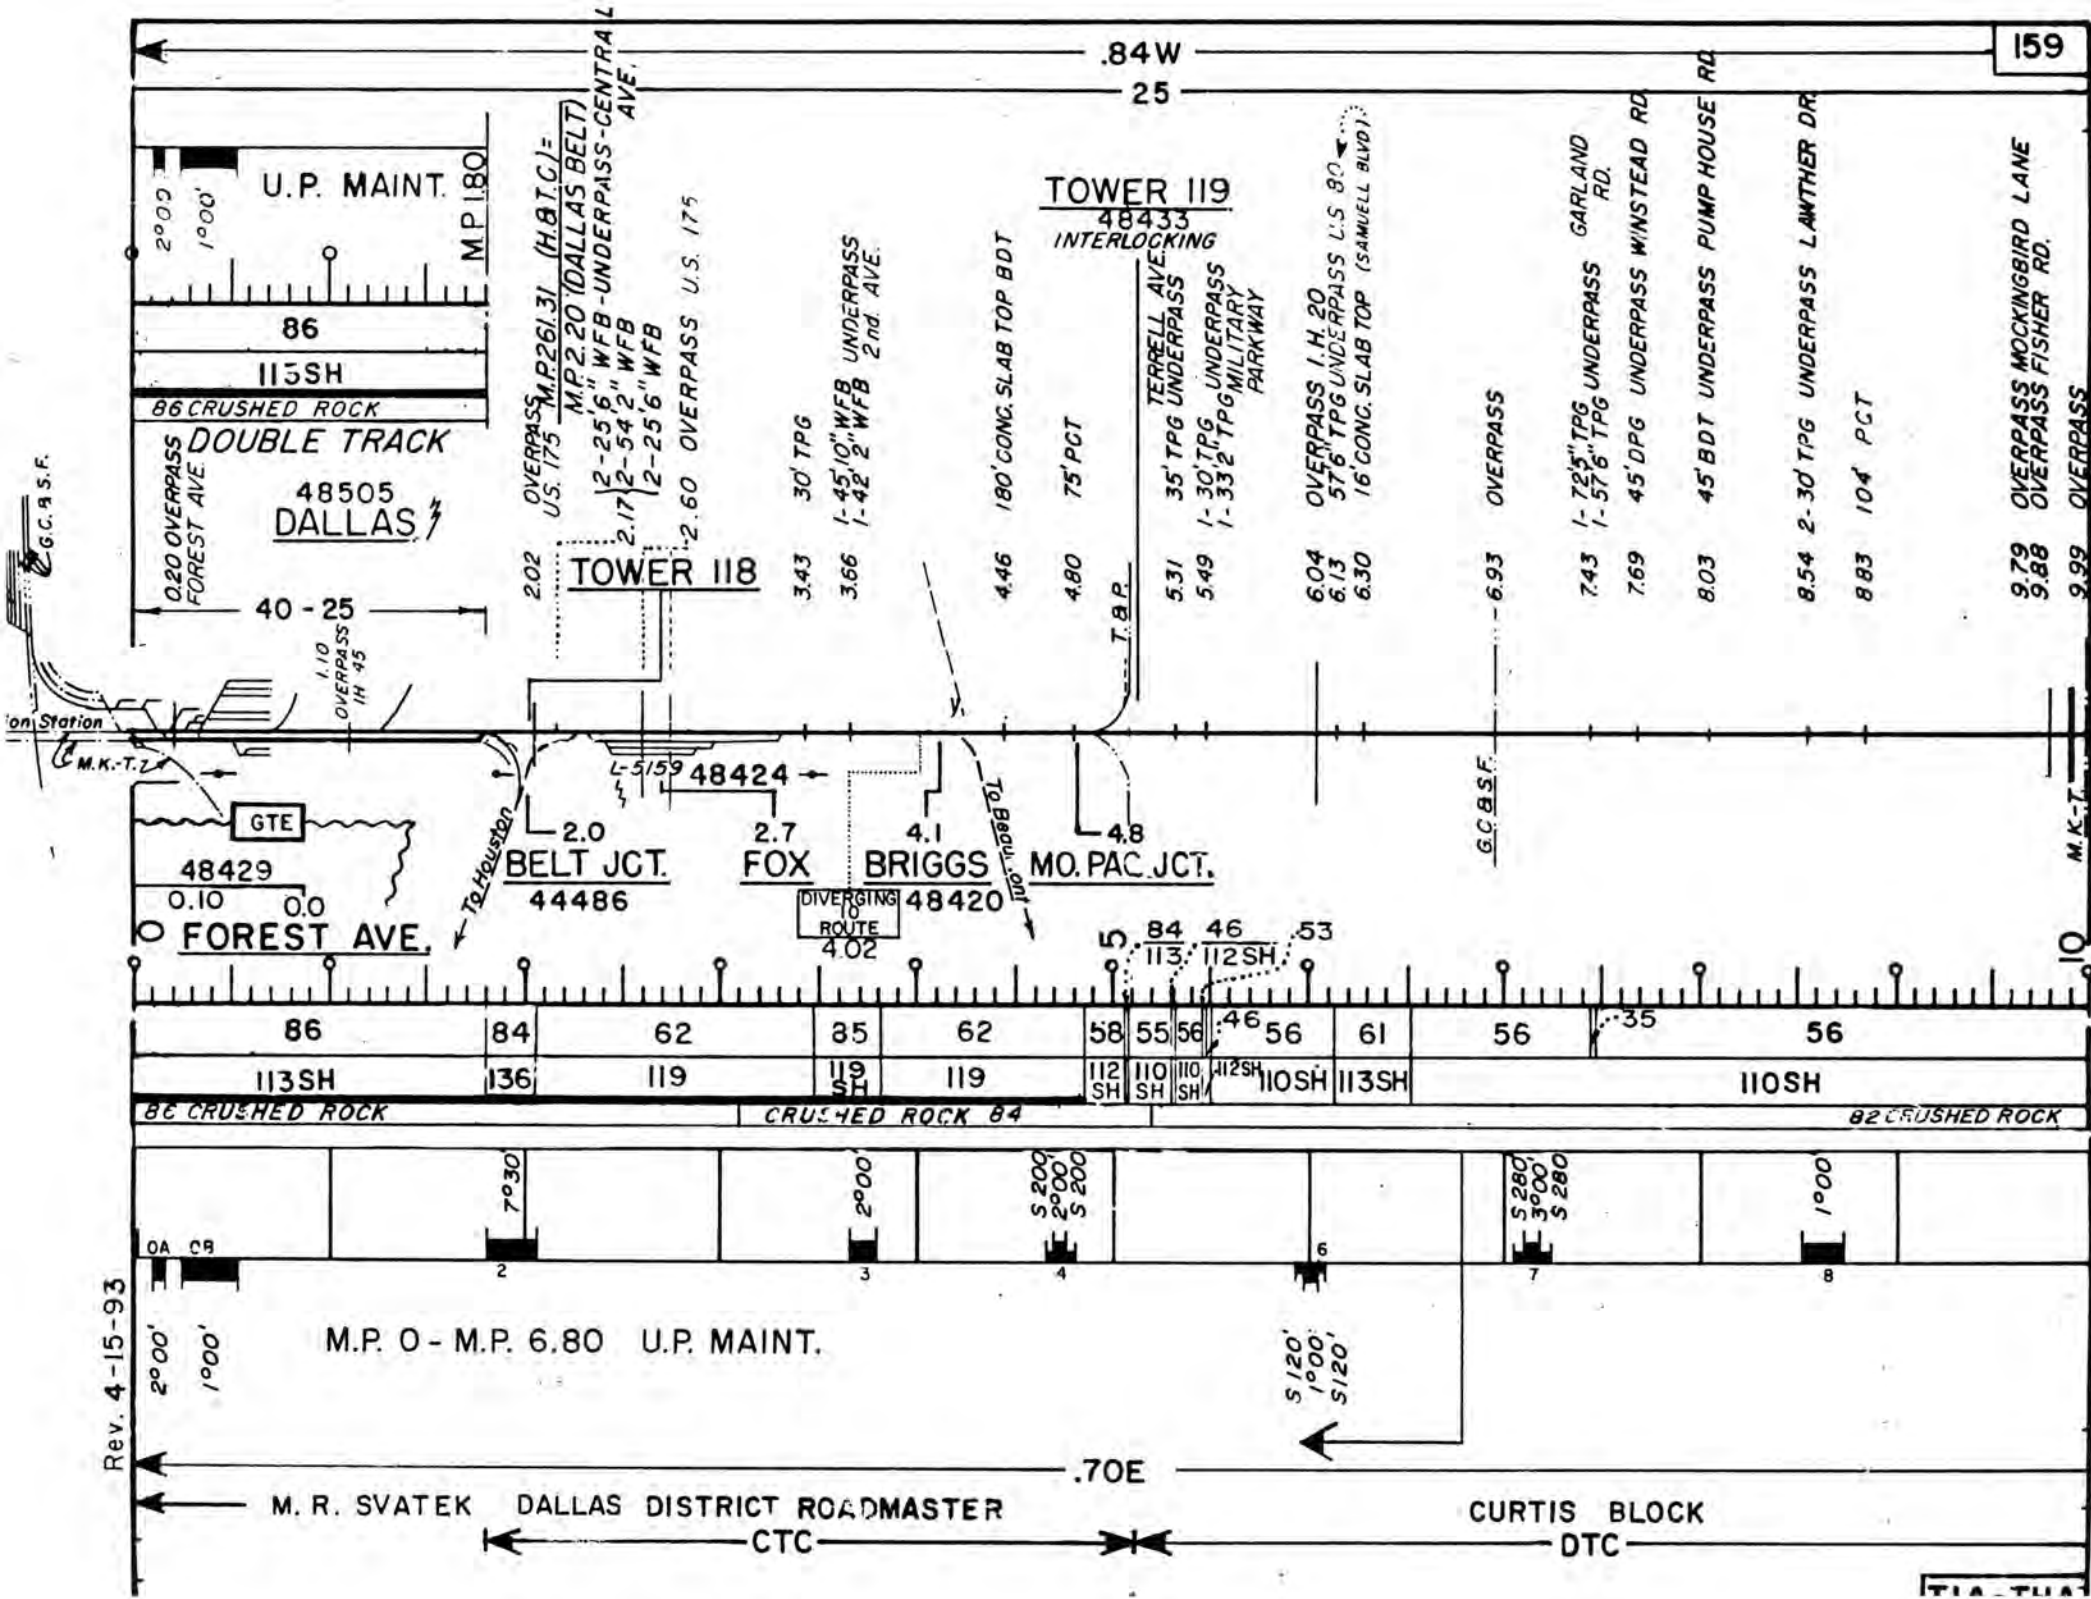 .84W
159
25
U.P. MAINT.
2°00
1°00'
M P 1.80
86
113SH
86 CRUSHED ROCK
DOUBLE TRACK
0.20 OVERPASS
FOREST AVE.
48505
DALLAS
40-25
1.10
OVERPASS
IH 45
G.C. & S.F.
on Station
M.K.-T.
2.02 OVERPASS
U.S. 175
M.P.261.31 (H.&T.C.)=
M.P. 2.20 (DALLAS BELT)
2.17
2-25'6" WFB-UNDERPASS-CENTRAL
AVE.
2-54'2" WFB
2-25'6" WFB
2.60 OVERPASS U.S. 175
TOWER 118
3.43 30' TPG
3.66 1-45'10" WFB UNDERPASS
1-42'2" WFB 2nd. AVE.
4.46 180' CONC. SLAB TOP BDT
4.80 75' PCT
TOWER 119
48433
INTERLOCKING
T.& P.
TERRELL AVE.
5.31 35' TPG UNDERPASS
5.49 1-30' TPG UNDERPASS
1-33'2" TPG MILITARY
PARKWAY
6.04 OVERPASS I.H. 20
6.13 57'6" TPG UNDERPASS U.S 80
6.30 16' CONC. SLAB TOP (SAMUELL BLVD)
6.93 OVERPASS
7.43 1-72'5" TPG
1-57'6" TPG UNDERPASS GARLAND
RD.
7.69 45' DPG UNDERPASS WINSTEAD RD.
8.03 45' BDT UNDERPASS PUMP HOUSE RD.
8.54 2-30' TPG UNDERPASS LAWTHER DR.
8.83 104' PCT
9.79 OVERPASS MOCKINGBIRD LANE
9.88 OVERPASS FISHER RD.
9.99 OVERPASS
GTE
48429
0.10 0.0
0 FOREST AVE.
To Houston
L-5159
48424
2.0
BELT JCT.
44486
2.7
FOX
4.1
BRIGGS
48420
DIVERGING
TO
ROUTE
4.02
4.8
MO. PAC. JCT.
G.C.& S.F.
M.K-T.
5 84 46 53
113 112SH
10
86 84 62 85 62 58 55 56 46 56 61 56 35 56
113SH 136 119 119 SH 119 112 SH 110 SH 110 SH 112SH 110SH 113SH 110SH
CRUSHED ROCK CRUSHED ROCK 84 82 CRUSHED ROCK
7°30' 2°00' S 200' 2°00' S 200' S 280' 3°00' S 280' 1°00'
OA
2 3 4 6 7 8
2°00'
1°00'
M.P. 0 - M.P. 6.80 U.P. MAINT.
S 120'
1°00'
S120'
Rev. 4-15-93
.70E
M. R. SVATEK DALLAS DISTRICT ROADMASTER
CURTIS BLOCK
CTC
DTC